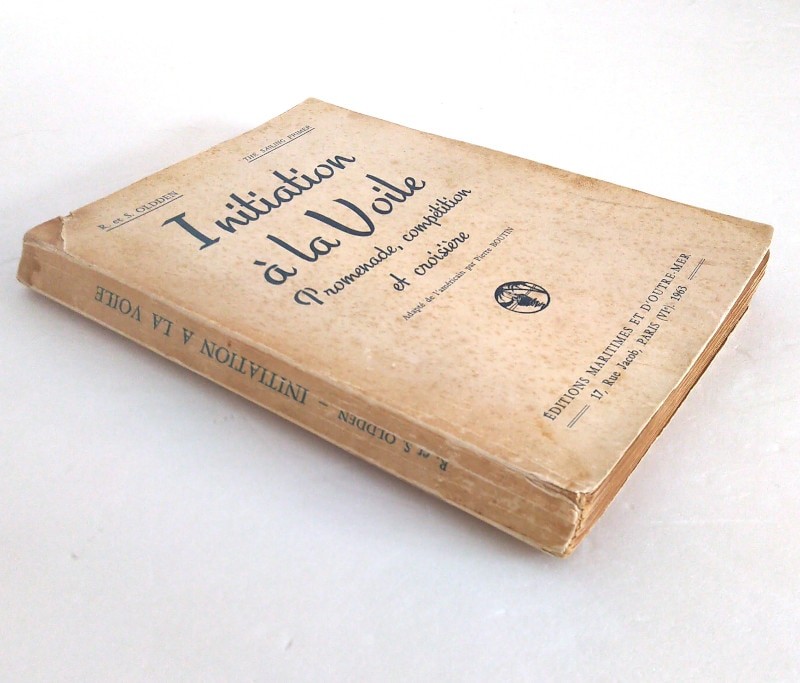 R. et S. OLDDEN
THE SAILING PRIMER
Initiation
à la Voile
Promenade, compétition
et croisière
Adapté de l'américain par Pierre BOUTIN
ÉDITIONS MARITIMES ET D'OUTRE-MER
17, Rue Jacob, PARIS (VIe) - 1963
R. et S. OLDDEN - INITIATION A LA VOILE